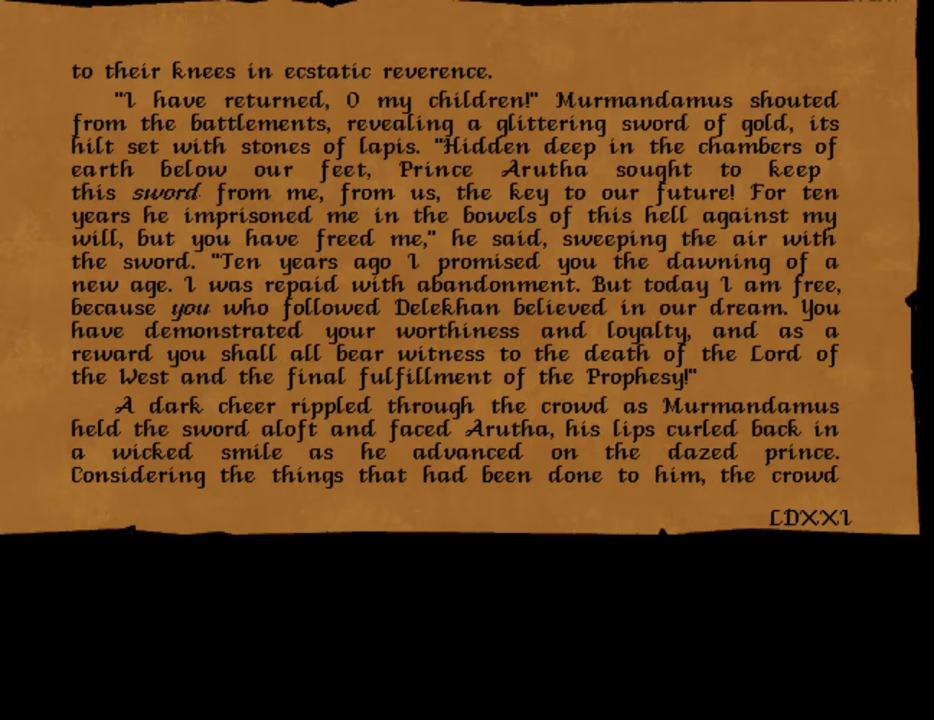 to their knees in ecstatic reverence.
"I have returned, O my children!" Murmandamus shouted
from the battlements, revealing a glittering sword of gold, its
hilt set with stones of lapis. "Hidden deep in the chambers of
earth below our feet, Prince Arutha sought to keep
this sword from me, from us, the key to our future! For ten
years he imprisoned me in the bowels of this hell against my
will, but you have freed me," he said, sweeping the air with
the sword. "Ten years ago I promised you the dawning of a
new age. I was repaid with abandonment. But today I am free,
because you who followed Delekhan believed in our dream. You
have demonstrated your worthiness and loyalty, and as a
reward you shall all bear witness to the death of the Lord of
the West and the final fulfillment of the Prophesy!"
A dark cheer rippled through the crowd as Murmandamus
held the sword aloft and faced Arutha, his lips curled back in
a wicked smile as he advanced on the dazed prince.
Considering the things that had been done to him, the crowd
LDXXI